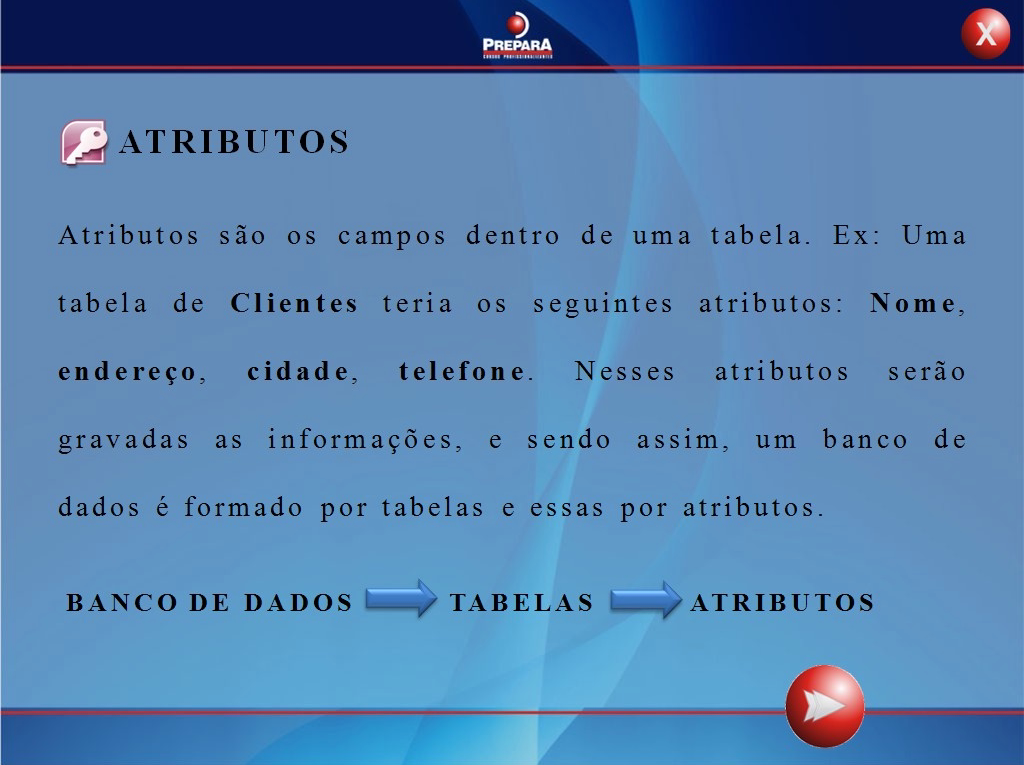 PREPARA
CURSOS PROFISSIONALIZANTES
X
ATRIBUTOS
Atributos são os campos dentro de uma tabela. Ex: Uma
tabela de Clientes teria os seguintes atributos: Nome,
endereço, cidade, telefone. Nesses atributos serão
gravadas as informações, e sendo assim, um banco de
dados é formado por tabelas e essas por atributos.
BANCO DE DADOS TABELAS ATRIBUTOS